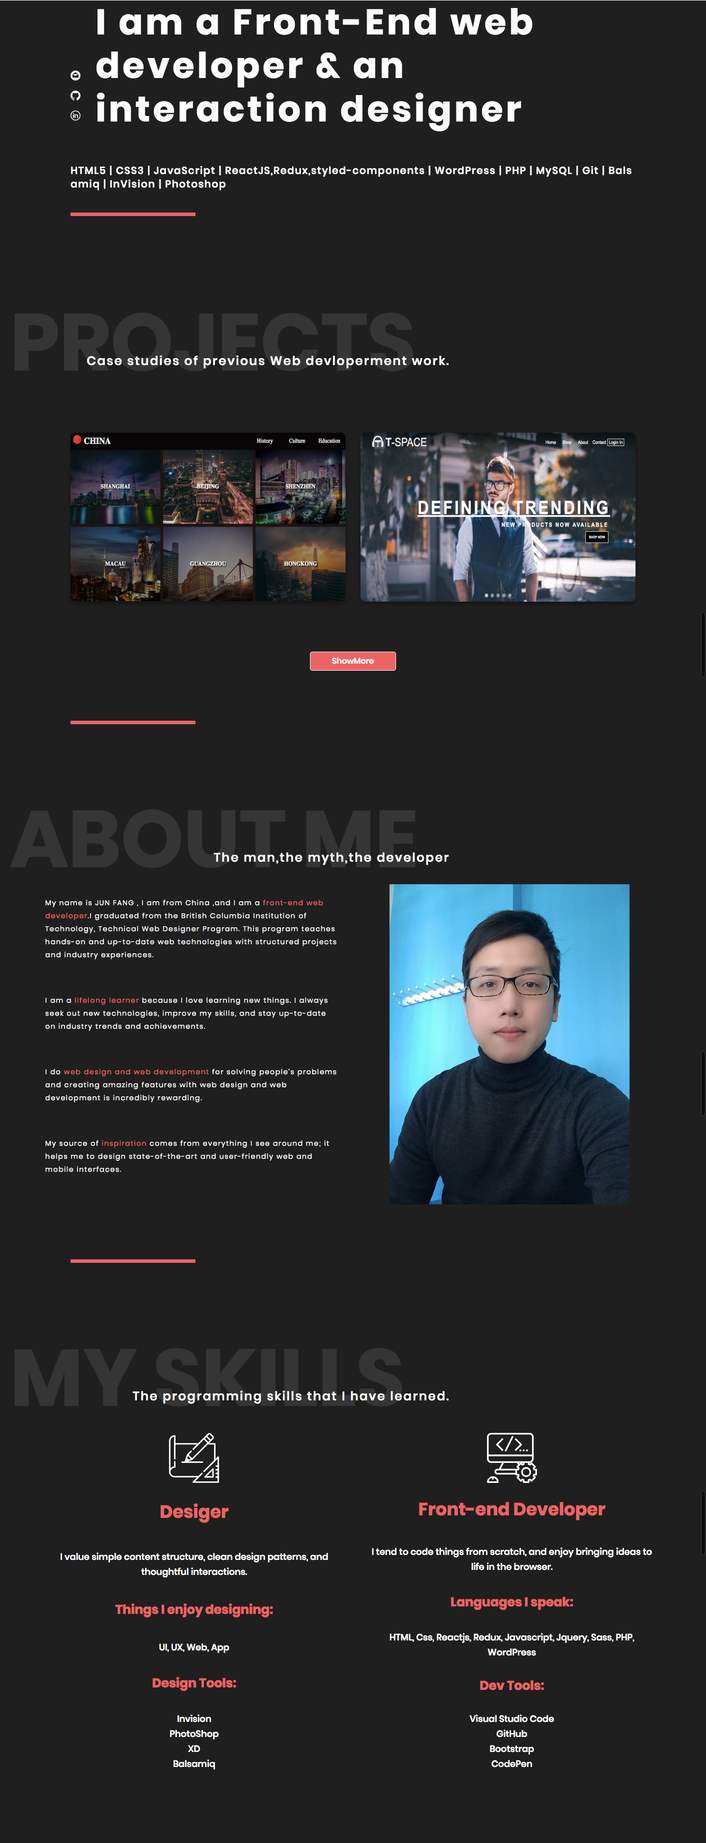 I am a Front-End web
developer & an
interaction designer
in
HTML5 | CSS3 | JavaScript | ReactJS,Redux,styled-components | WordPress | PHP | MySQL | Git | Bals
amiq | InVision | Photoshop
PROJECTS
Case studies of previous Web devloperment work.
CHINA
History Culture Education
SHANGHAI
BEIJING
SHENZHEN
MACAU
GUANGZHOU
HONGKONG
T-SPACE
Home Shop About Contact Login In
DEFINING TRENDING
NEW PRODUCTS NOW AVAILABLE
SHOP NOW
ShowMore
ABOUT ME
The man,the myth,the developer
My name is JUN FANG , I am from China ,and I am a front-end web
developer.I graduated from the British Columbia Institution of
Technology, Technical Web Designer Program. This program teaches
hands-on and up-to-date web technologies with structured projects
and industry experiences.
I am a lifelong learner because I love learning new things. I always
seek out new technologies, improve my skills, and stay up-to-date
on industry trends and achievements.
I do web design and web development for solving people's problems
and creating amazing features with web design and web
development is incredibly rewarding.
My source of inspiration comes from everything I see around me; it
helps me to design state-of-the-art and user-friendly web and
mobile interfaces.
MY SKILLS
The programming skills that I have learned.
Desiger
I value simple content structure, clean design patterns, and
thoughtful interactions.
Things I enjoy designing:
UI, UX, Web, App
Design Tools:
Invision
PhotoShop
XD
Balsamiq
Front-end Developer
I tend to code things from scratch, and enjoy bringing ideas to
life in the browser.
Languages I speak:
HTML, Css, Reactjs, Redux, Javascript, Jquery, Sass, PHP,
WordPress
Dev Tools:
Visual Studio Code
GitHub
Bootstrap
CodePen